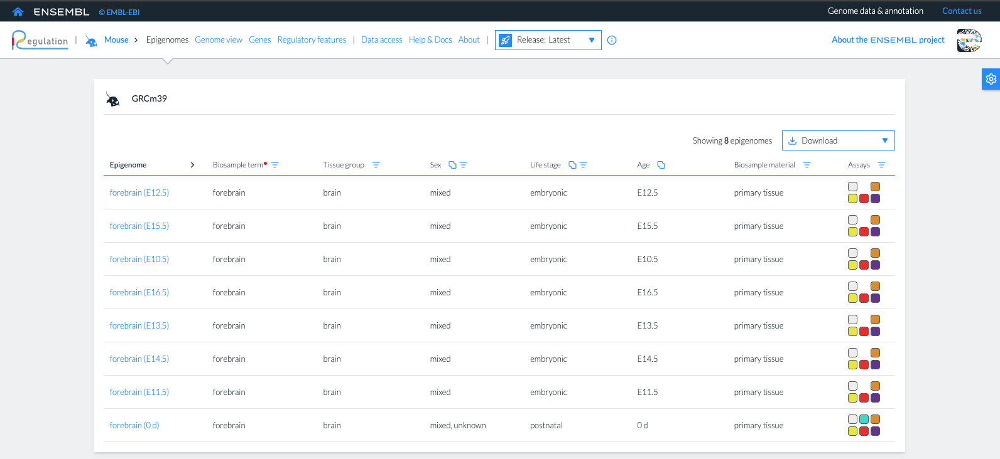 ENSEMBL © EMBL-EBI Genome data & annotation Contact us
Regulation | Mouse Epigenomes Genome view Genes Regulatory features | Data access Help & Docs About | Release: Latest About the ENSEMBL project
GRCm39
Showing 8 epigenomes Download
Epigenome Biosample term Tissue group Sex Life stage Age Biosample material Assays
forebrain (E12.5) forebrain brain mixed embryonic E12.5 primary tissue
forebrain (E15.5) forebrain brain mixed embryonic E15.5 primary tissue
forebrain (E10.5) forebrain brain mixed embryonic E10.5 primary tissue
forebrain (E16.5) forebrain brain mixed embryonic E16.5 primary tissue
forebrain (E13.5) forebrain brain mixed embryonic E13.5 primary tissue
forebrain (E14.5) forebrain brain mixed embryonic E14.5 primary tissue
forebrain (E11.5) forebrain brain mixed embryonic E11.5 primary tissue
forebrain (0 d) forebrain brain mixed, unknown postnatal 0 d primary tissue